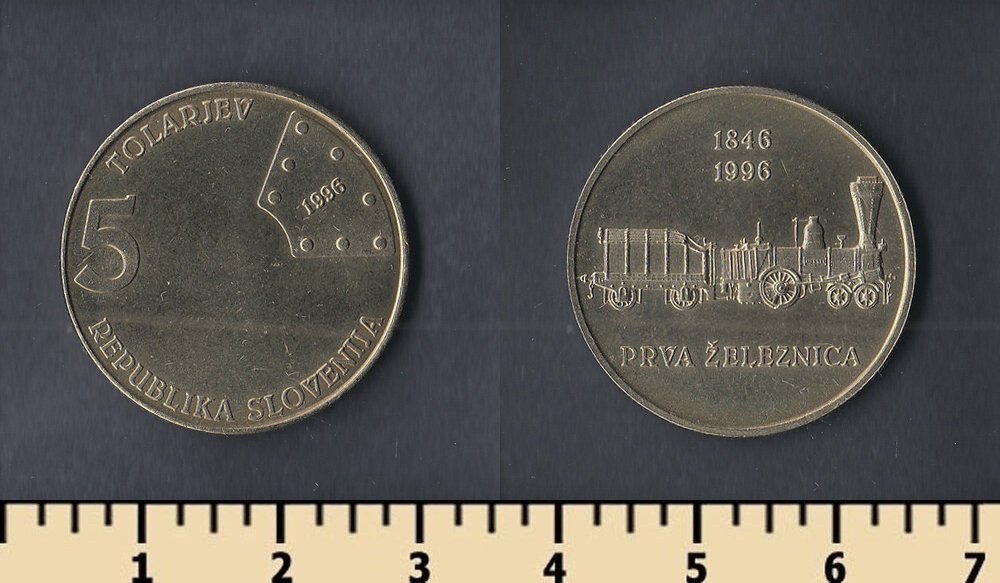 TOLARJEV
5
1996
REPUBLIKA SLOVENIJA
1846
1996
PRVA ŽELEZNICA
1 2 3 4 5 6 7